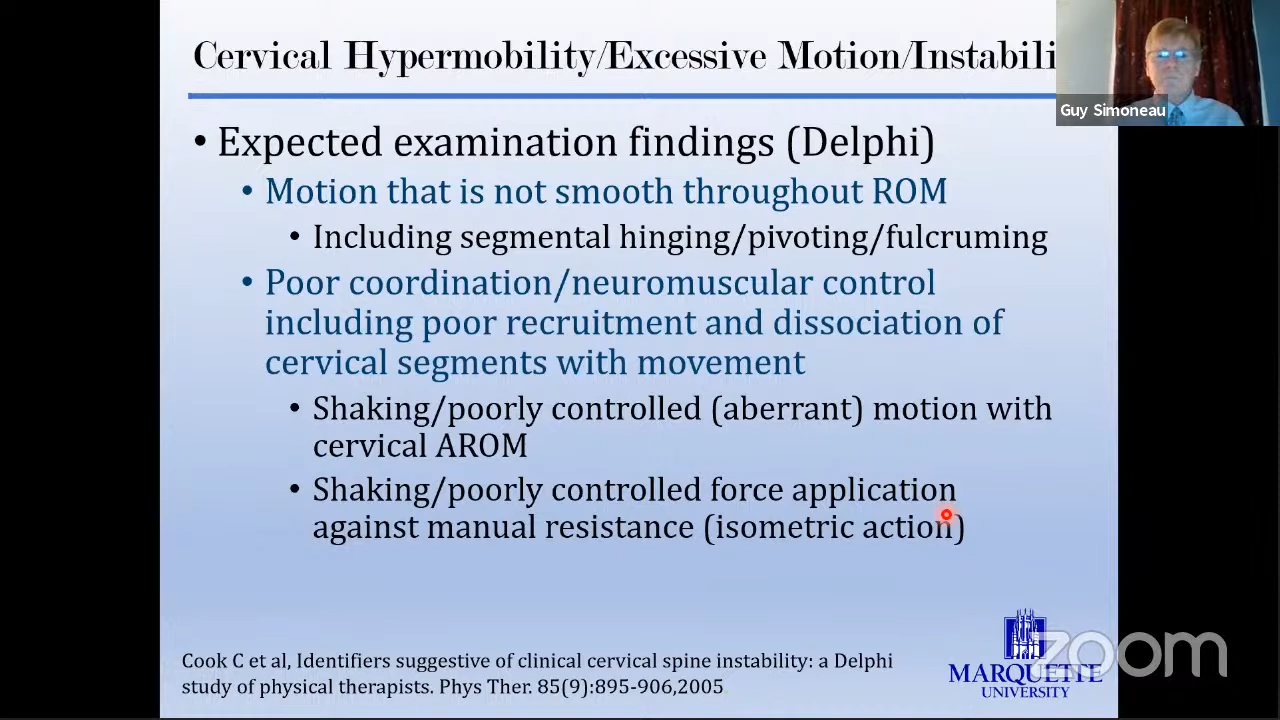 Cervical Hypermobility/Excessive Motion/Instabili
Guy Simoneau
• Expected examination findings (Delphi)
• Motion that is not smooth throughout ROM
• Including segmental hinging/pivoting/fulcruming
• Poor coordination/neuromuscular control
including poor recruitment and dissociation of
cervical segments with movement
• Shaking/poorly controlled (aberrant) motion with
cervical AROM
• Shaking/poorly controlled force application
against manual resistance (isometric action)
Cook C et al, Identifiers suggestive of clinical cervical spine instability: a Delphi
study of physical therapists. Phys Ther. 85(9):895-906,2005
MARQUETTE
UNIVERSITY
zoom